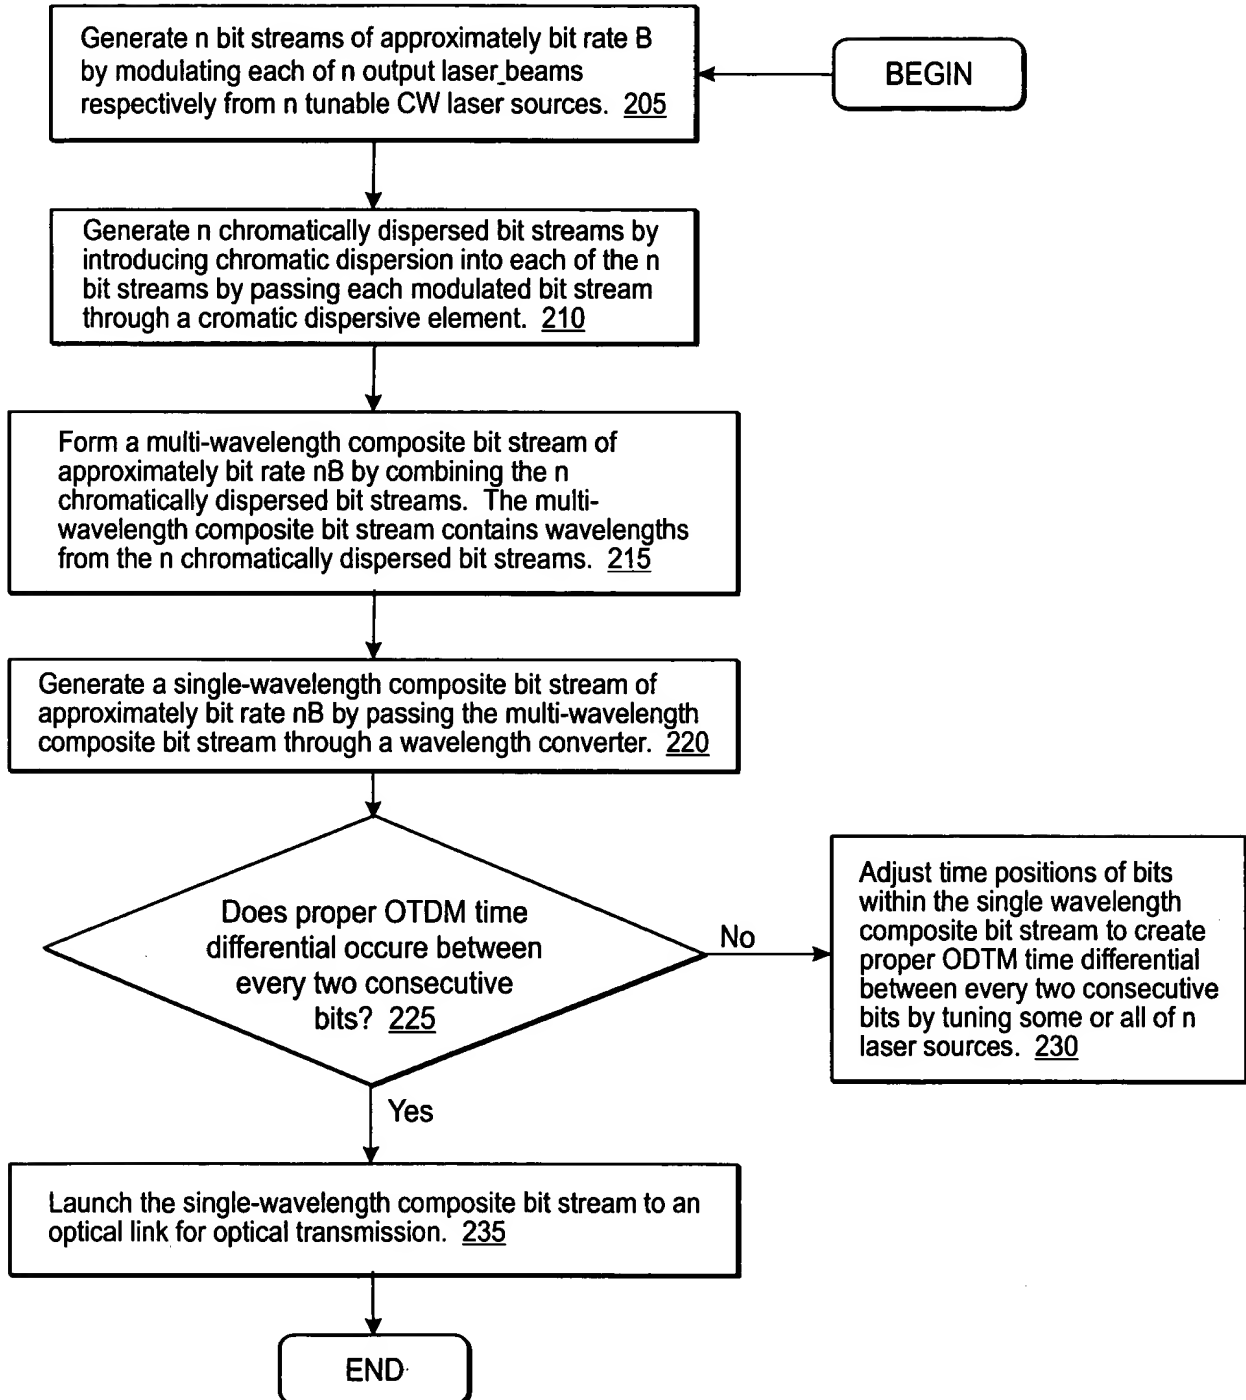 Generate n bit streams of approximately bit rate B
by modulating each of n output laser beams
respectively from n tunable CW laser sources. 205
BEGIN
Generate n chromatically dispersed bit streams by
introducing chromatic dispersion into each of the n
bit streams by passing each modulated bit stream
through a cromatic dispersive element. 210
Form a multi-wavelength composite bit stream of
approximately bit rate nB by combining the n
chromatically dispersed bit streams. The multi-
wavelength composite bit stream contains wavelengths
from the n chromatically dispersed bit streams. 215
Generate a single-wavelength composite bit stream of
approximately bit rate nB by passing the multi-wavelength
composite bit stream through a wavelength converter. 220
Does proper OTDM time
differential occure between
every two consecutive
bits? 225
No
Adjust time positions of bits
within the single wavelength
composite bit stream to create
proper ODTM time differential
between every two consecutive
bits by tuning some or all of n
laser sources. 230
Yes
Launch the single-wavelength composite bit stream to an
optical link for optical transmission. 235
END